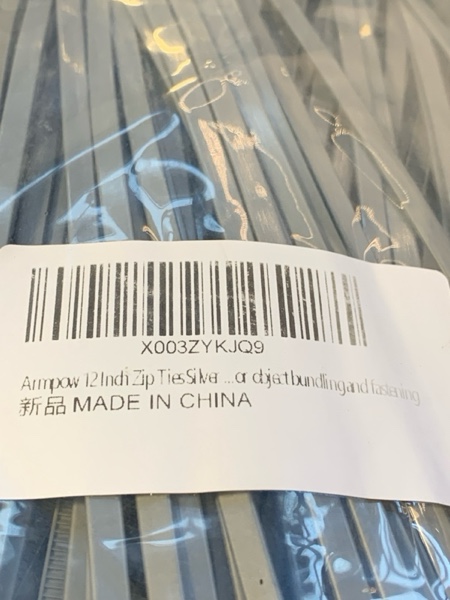 X003ZYKJQ9
Armpow 12 Inch Zip Ties Silver ...or object bundling and fastening
新品 MADE IN CHINA